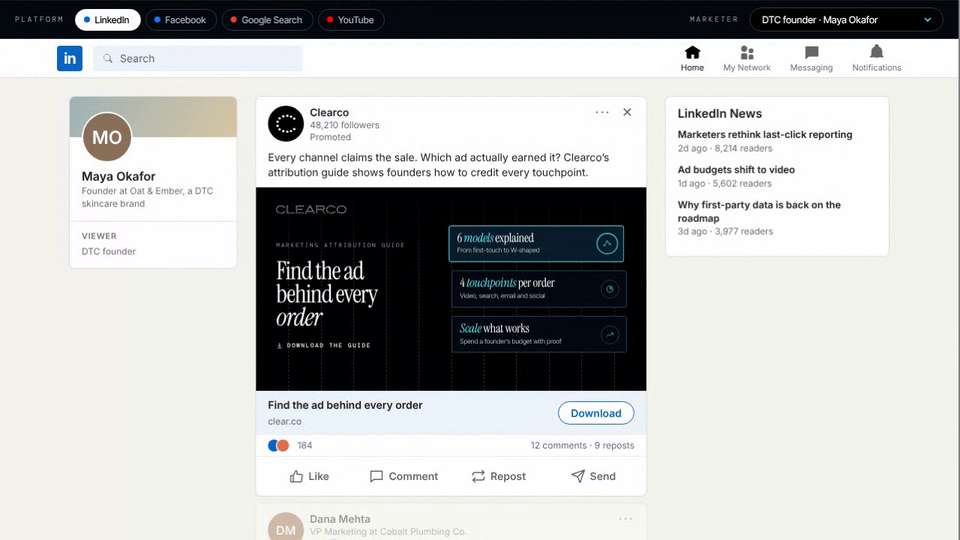 PLATFORM
LinkedIn
Facebook
Google Search
YouTube
MARKETER
DTC founder · Maya Okafor
in
Search
Home
My Network
Messaging
Notifications
MO
Maya Okafor
Founder at Oat & Ember, a DTC
skincare brand
VIEWER
DTC founder
Clearco
48,210 followers
Promoted
Every channel claims the sale. Which ad actually earned it? Clearco's
attribution guide shows founders how to credit every touchpoint.
CLEARCO
MARKETING ATTRIBUTION GUIDE
Find the ad
behind every
order
DOWNLOAD THE GUIDE
6 models explained
From first-touch to W-shaped
4 touchpoints per order
Video, search, email and social
Scale what works
Spend a founder's budget with proof
Find the ad behind every order
clear.co
Download
184
12 comments · 9 reposts
Like
Comment
Repost
Send
DM
Dana Mehta
VP Marketing at Cobalt Plumbing Co.
LinkedIn News
Marketers rethink last-click reporting
2d ago · 8,214 readers
Ad budgets shift to video
1d ago · 5,602 readers
Why first-party data is back on the
roadmap
3d ago · 3,977 readers